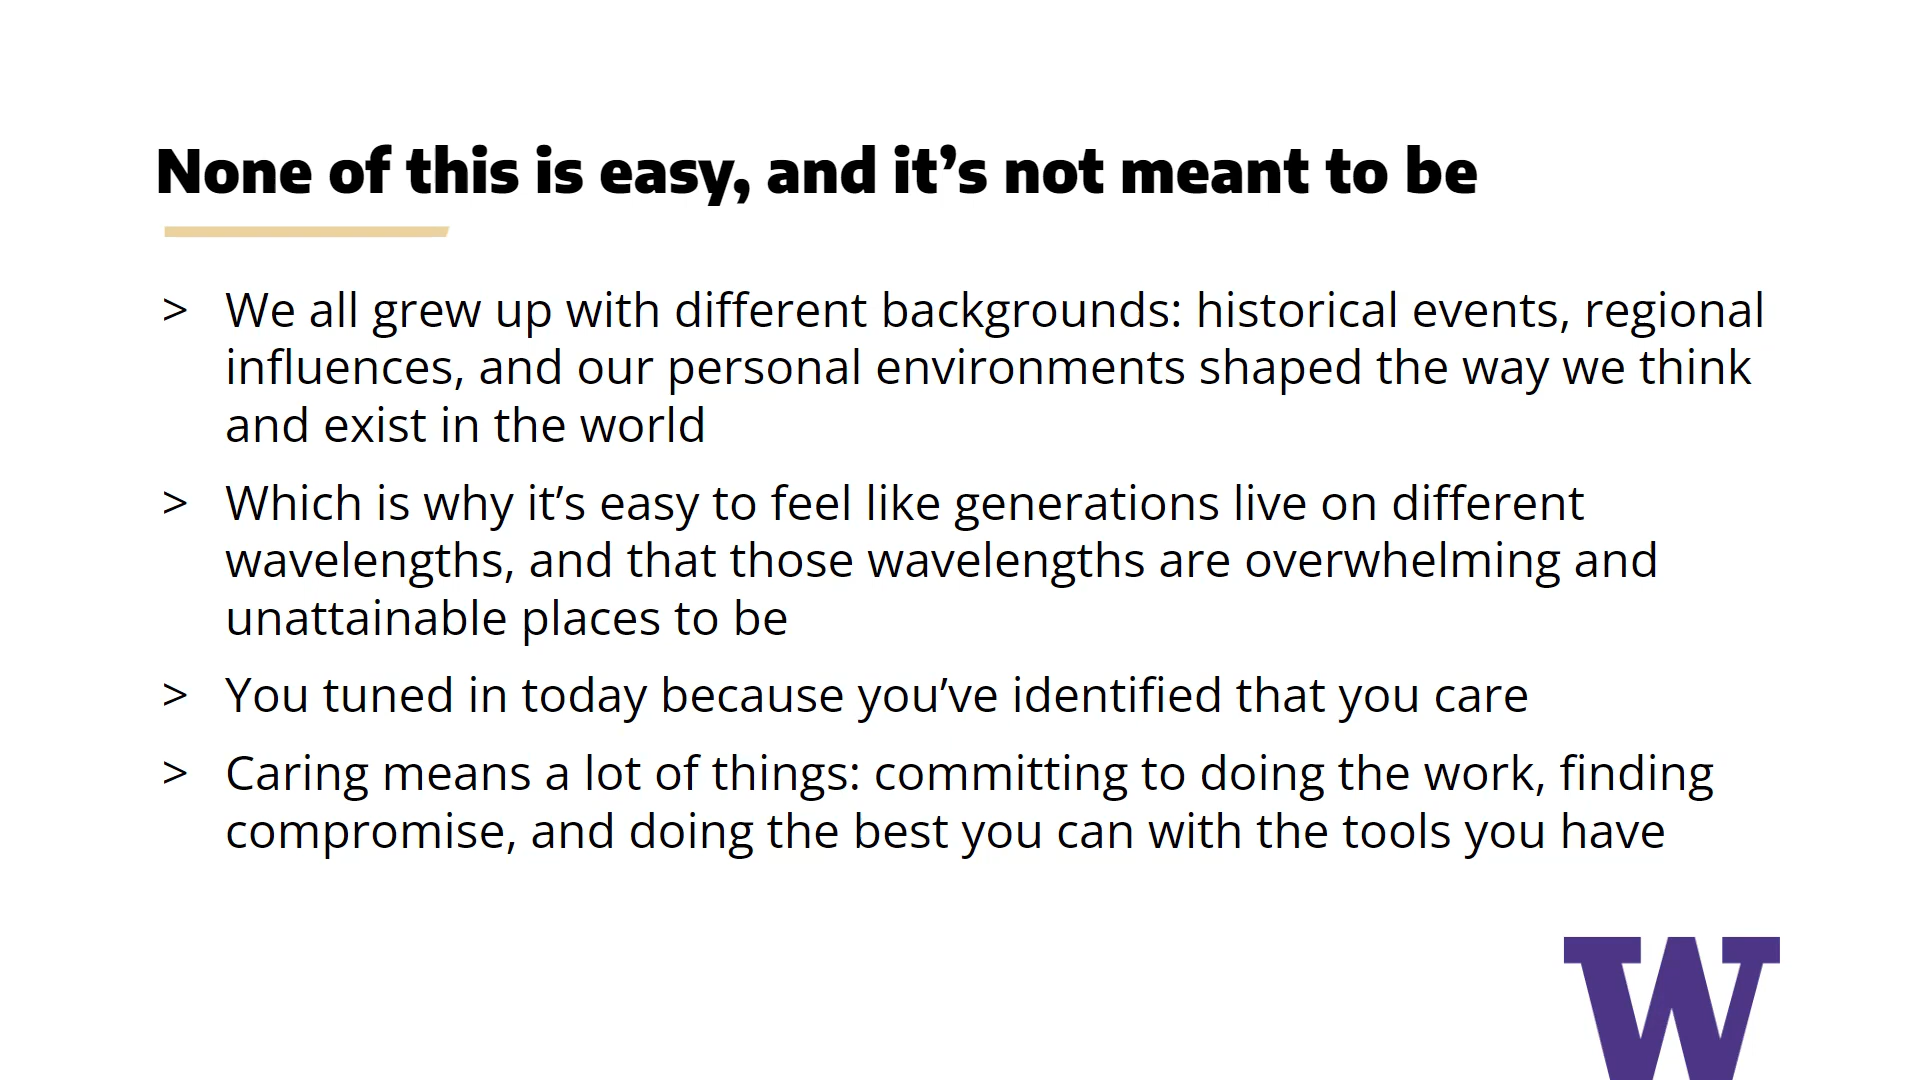 None of this is easy, and it’s not meant to be
> We all grew up with different backgrounds: historical events, regional
influences, and our personal environments shaped the way we think
and exist in the world
> Which is why it’s easy to feel like generations live on different
wavelengths, and that those wavelengths are overwhelming and
unattainable places to be
> You tuned in today because you’ve identified that you care
> Caring means a lot of things: committing to doing the work, finding
compromise, and doing the best you can with the tools you have
W